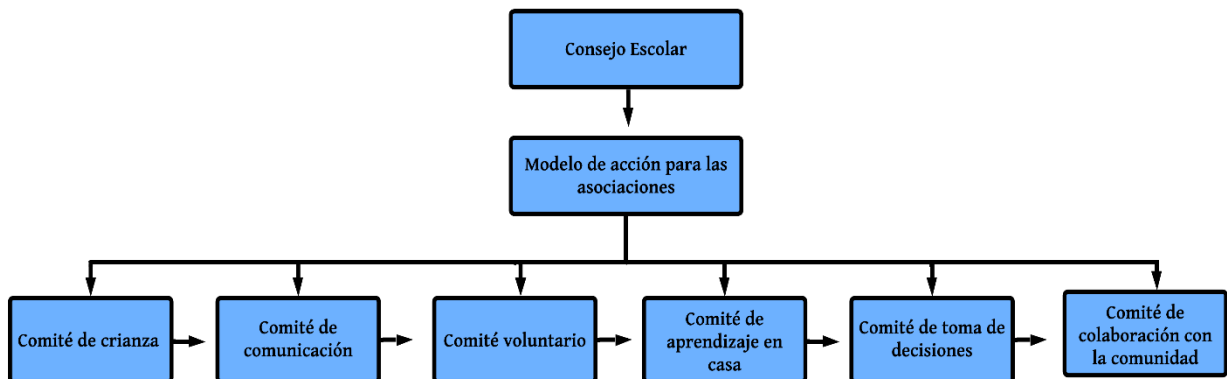 Consejo Escolar
Modelo de acción para las
asociaciones
Comité de crianza
Comité de
comunicación
Comité voluntario
Comité de
aprendizaje en
casa
Comité de toma de
decisiones
Comité de
colaboración con
la comunidad